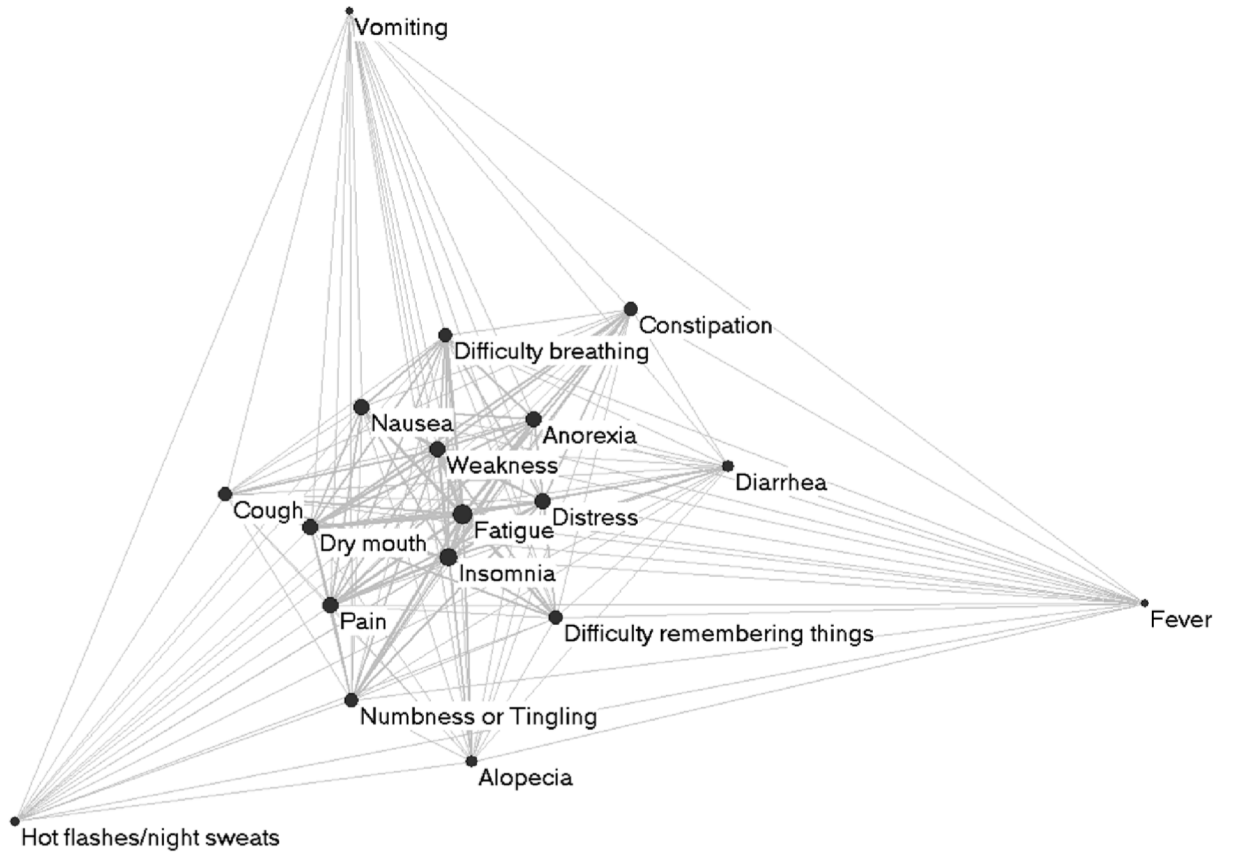 Vomiting
Constipation
Difficulty breathing
Nausea
Anorexia
Weakness
Diarrhea
Cough
Distress
Fatigue
Dry mouth
Insomnia
Pain
Fever
Difficulty remembering things
Numbness or Tingling
Alopecia
Hot flashes/night sweats